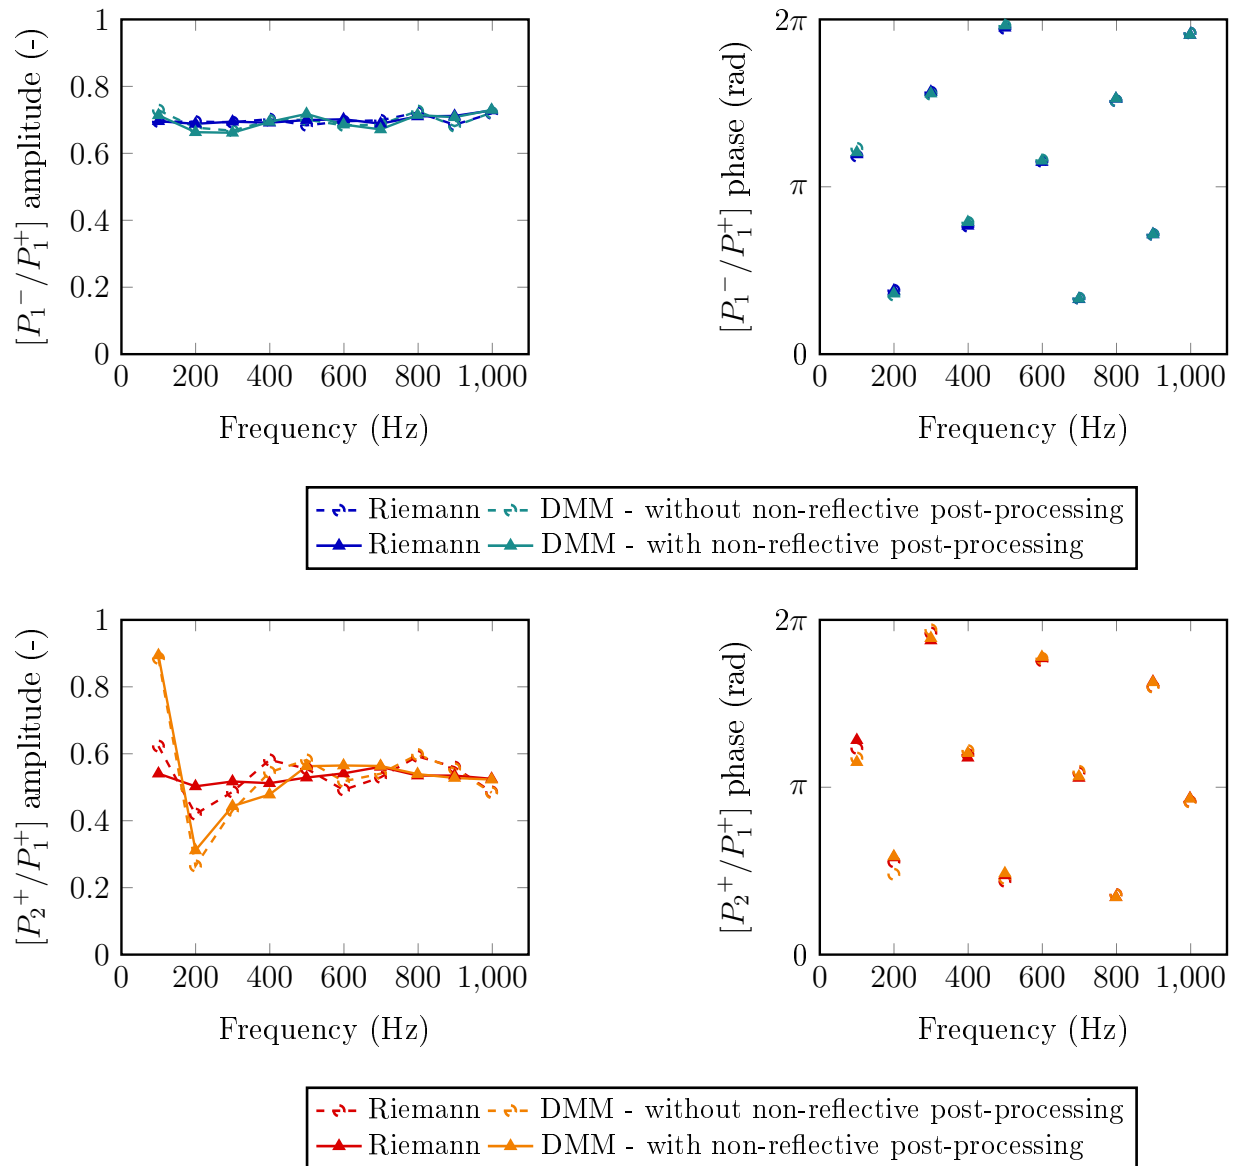 1
0.8
0.6
0.4
0.2
0
0 200 400 600 800 1,000
Frequency (Hz)
[P₁⁻/P₁⁺] amplitude (-)
2π
π
0
0 200 400 600 800 1,000
Frequency (Hz)
[P₁⁻/P₁⁺] phase (rad)
Riemann DMM - without non-reflective post-processing
Riemann DMM - with non-reflective post-processing
1
0.8
0.6
0.4
0.2
0
0 200 400 600 800 1,000
Frequency (Hz)
[P₂⁺/P₁⁺] amplitude (-)
2π
π
0
0 200 400 600 800 1,000
Frequency (Hz)
[P₂⁺/P₁⁺] phase (rad)
Riemann DMM - without non-reflective post-processing
Riemann DMM - with non-reflective post-processing